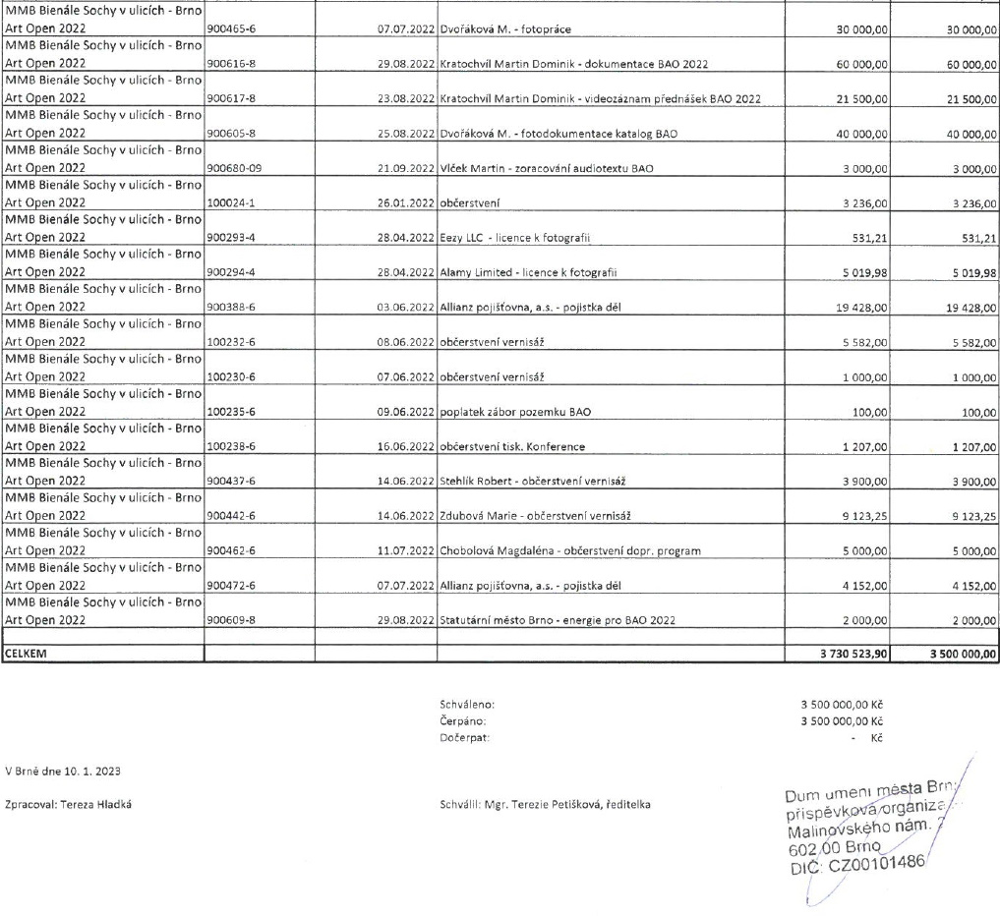 MMB Bienále Sochy v ulicích - Brno
Art Open 2022 900465-6 07.07.2022 Dvořáková M. - fotopráce 30 000,00 30 000,00
MMB Bienále Sochy v ulicích - Brno
Art Open 2022 900616-8 29.08.2022 Kratochvíl Martin Dominik - dokumentace BAO 2022 60 000,00 60 000,00
MMB Bienále Sochy v ulicích - Brno
Art Open 2022 900617-8 23.08.2022 Kratochvíl Martin Dominik - videozáznam přednášek BAO 2022 21 500,00 21 500,00
MMB Bienále Sochy v ulicích - Brno
Art Open 2022 900605-8 25.08.2022 Dvořáková M. - fotodokumentace katalog BAO 40 000,00 40 000,00
MMB Bienále Sochy v ulicích - Brno
Art Open 2022 900680-09 21.09.2022 Vlček Martin - zoracování audiotextu BAO 3 000,00 3 000,00
MMB Bienále Sochy v ulicích - Brno
Art Open 2022 100024-1 26.01.2022 občerstvení 3 236,00 3 236,00
MMB Bienále Sochy v ulicích - Brno
Art Open 2022 900293-4 28.04.2022 Eezy LLC - licence k fotografii 531,21 531,21
MMB Bienále Sochy v ulicích - Brno
Art Open 2022 900294-4 28.04.2022 Alamy Limited - licence k fotografii 5 019,98 5 019,98
MMB Bienále Sochy v ulicích - Brno
Art Open 2022 900388-6 03.06.2022 Allianz pojišťovna, a.s. - pojistka děl 19 428,00 19 428,00
MMB Bienále Sochy v ulicích - Brno
Art Open 2022 100232-6 08.06.2022 občerstvení vernisáž 5 582,00 5 582,00
MMB Bienále Sochy v ulicích - Brno
Art Open 2022 100230-6 07.06.2022 občerstvení vernisáž 1 000,00 1 000,00
MMB Bienále Sochy v ulicích - Brno
Art Open 2022 100235-6 09.06.2022 poplatek zábor pozemku BAO 100,00 100,00
MMB Bienále Sochy v ulicích - Brno
Art Open 2022 100238-6 16.06.2022 občerstvení tisk. Konference 1 207,00 1 207,00
MMB Bienále Sochy v ulicích - Brno
Art Open 2022 900437-6 14.06.2022 Stehlík Robert - občerstvení vernisáž 3 900,00 3 900,00
MMB Bienále Sochy v ulicích - Brno
Art Open 2022 900442-6 14.06.2022 Zdubová Marie - občerstvení vernisáž 9 123,25 9 123,25
MMB Bienále Sochy v ulicích - Brno
Art Open 2022 900462-6 11.07.2022 Chobolová Magdaléna - občerstvení dopr. program 5 000,00 5 000,00
MMB Bienále Sochy v ulicích - Brno
Art Open 2022 900472-6 07.07.2022 Allianz pojišťovna, a.s. - pojistka děl 4 152,00 4 152,00
MMB Bienále Sochy v ulicích - Brno
Art Open 2022 900609-8 29.08.2022 Statutární město Brno - energie pro BAO 2022 2 000,00 2 000,00
CELKEM 3 730 523,90 3 500 000,00
Schváleno: 3 500 000,00 Kč
Čerpáno: 3 500 000,00 Kč
Dočerpat: - Kč
V Brně dne 10. 1. 2023
Zpracoval: Tereza Hladká Schválil: Mgr. Terezie Petišková, ředitelka
Dum umeni města Brn
příspěvková organiza
Malinovského nám. 2
602 00 Brno
DIČ: CZ00101486